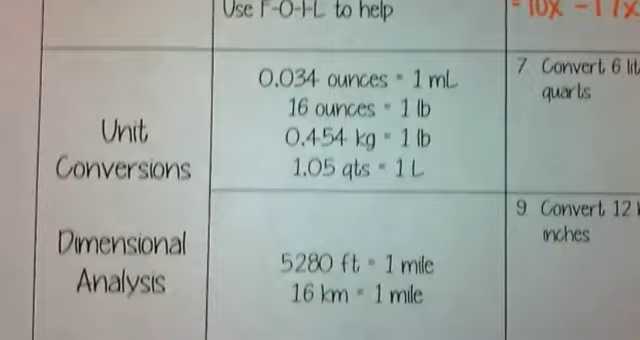 Use F-O-I-L to help
= 10x - 17x
Unit
Conversions
0.034 ounces = 1 mL
16 ounces = 1 lb
0.454 kg = 1 lb
1.05 qts = 1 L
7 Convert 6 lit
quarts
Dimensional
Analysis
5280 ft = 1 mile
16 km = 1 mile
9 Convert 12
inches